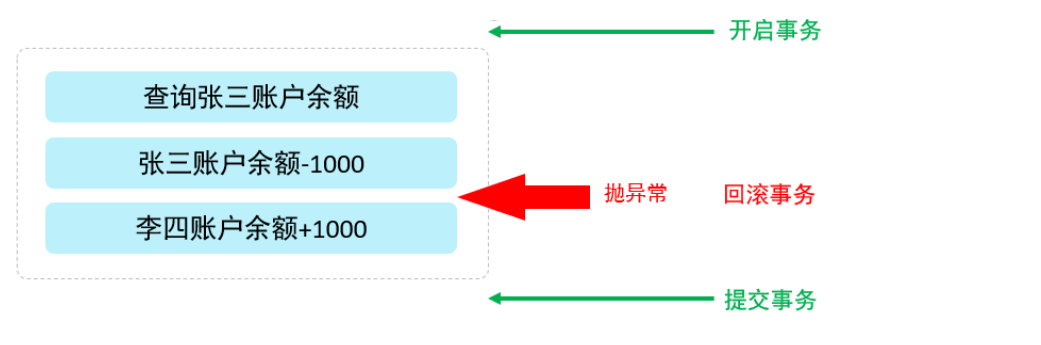 开启事务
查询张三账户余额
张三账户余额-1000
抛异常 回滚事务
李四账户余额+1000
提交事务